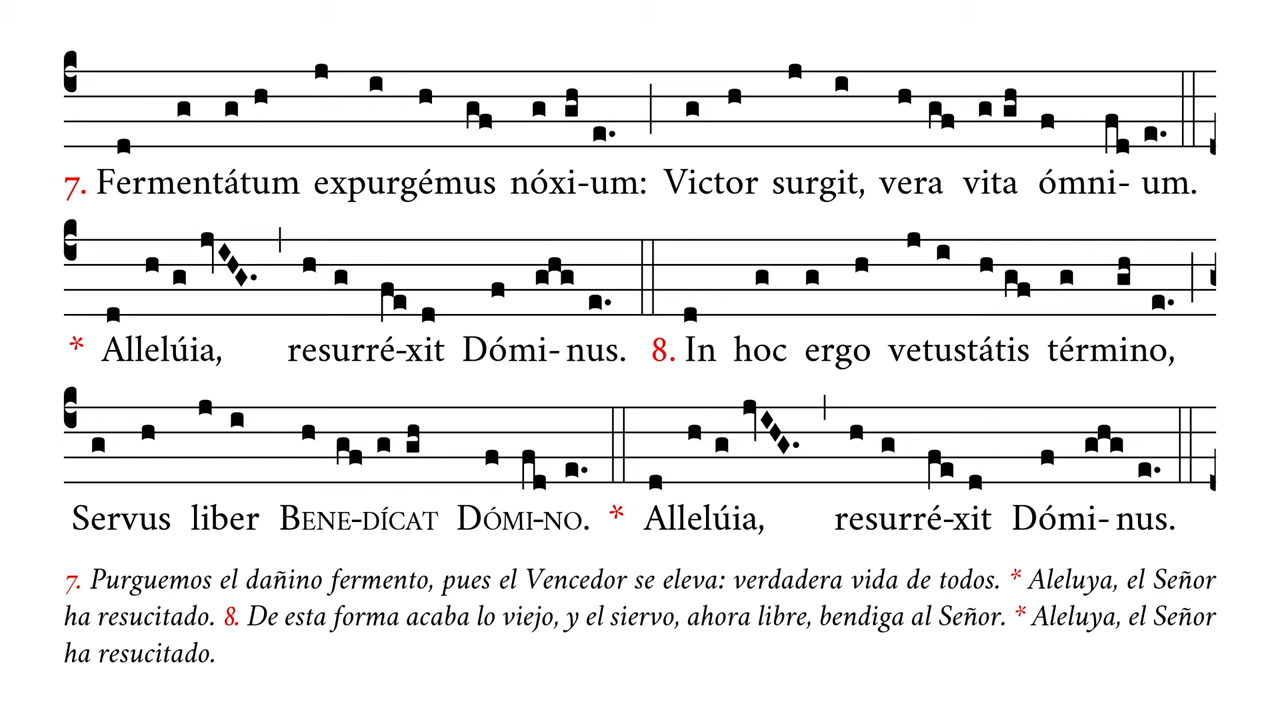 7. Fermentátum expurgémus nóxi-um: Victor surgit, vera vita ómni- um.
* Allelúia, resurré-xit Dómi- nus. 8. In hoc ergo vetustátis término,
Servus liber BENE-DÍCAT DÓMI-NO. * Allelúia, resurré-xit Dómi- nus.
7. Purguemos el dañino fermento, pues el Vencedor se eleva: verdadera vida de todos. * Aleluya, el Señor
ha resucitado. 8. De esta forma acaba lo viejo, y el siervo, ahora libre, bendiga al Señor. * Aleluya, el Señor
ha resucitado.